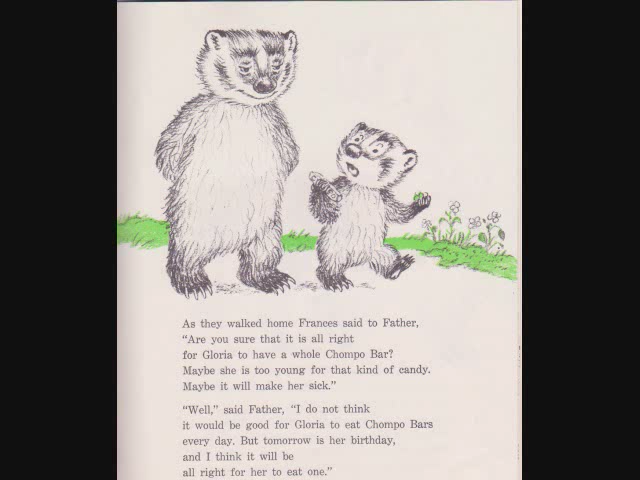 As they walked home Frances said to Father,
"Are you sure that it is all right
for Gloria to have a whole Chompo Bar?
Maybe she is too young for that kind of candy.
Maybe it will make her sick."
"Well," said Father, "I do not think
it would be good for Gloria to eat Chompo Bars
every day. But tomorrow is her birthday,
and I think it will be
all right for her to eat one."